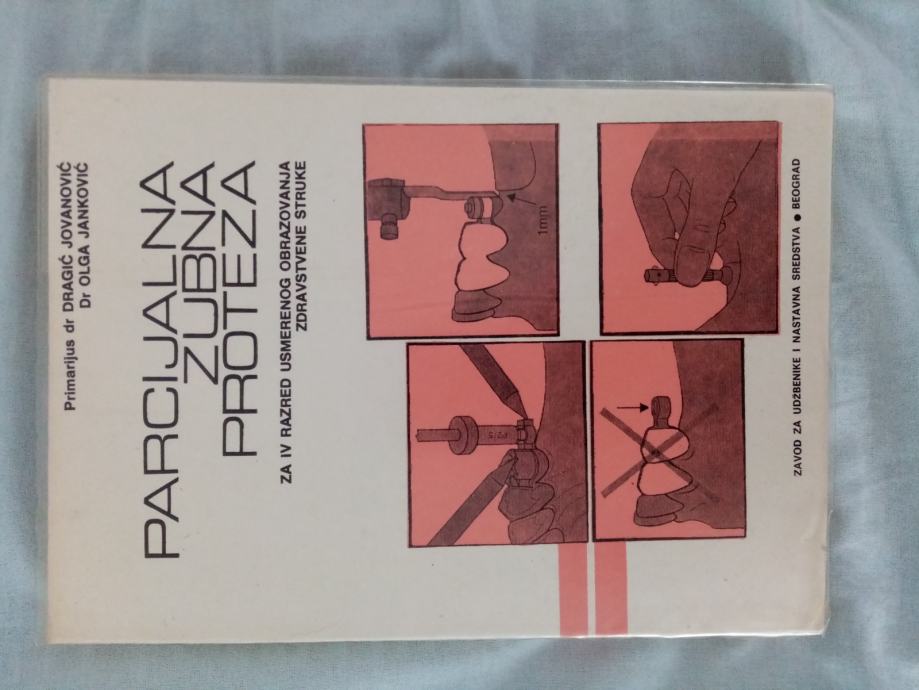 Primarijus dr DRAGIĆ JOVANOVIĆ
Dr OLGA JANKOVIĆ
PARCIJALNA
ZUBNA
PROTEZA
ZA IV RAZRED USMERENOG OBRAZOVANJA
ZDRAVSTVENE STRUKE
1mm
ZAVOD ZA UDŽBENIKE I NASTAVNA SREDSTVA ● BEOGRAD